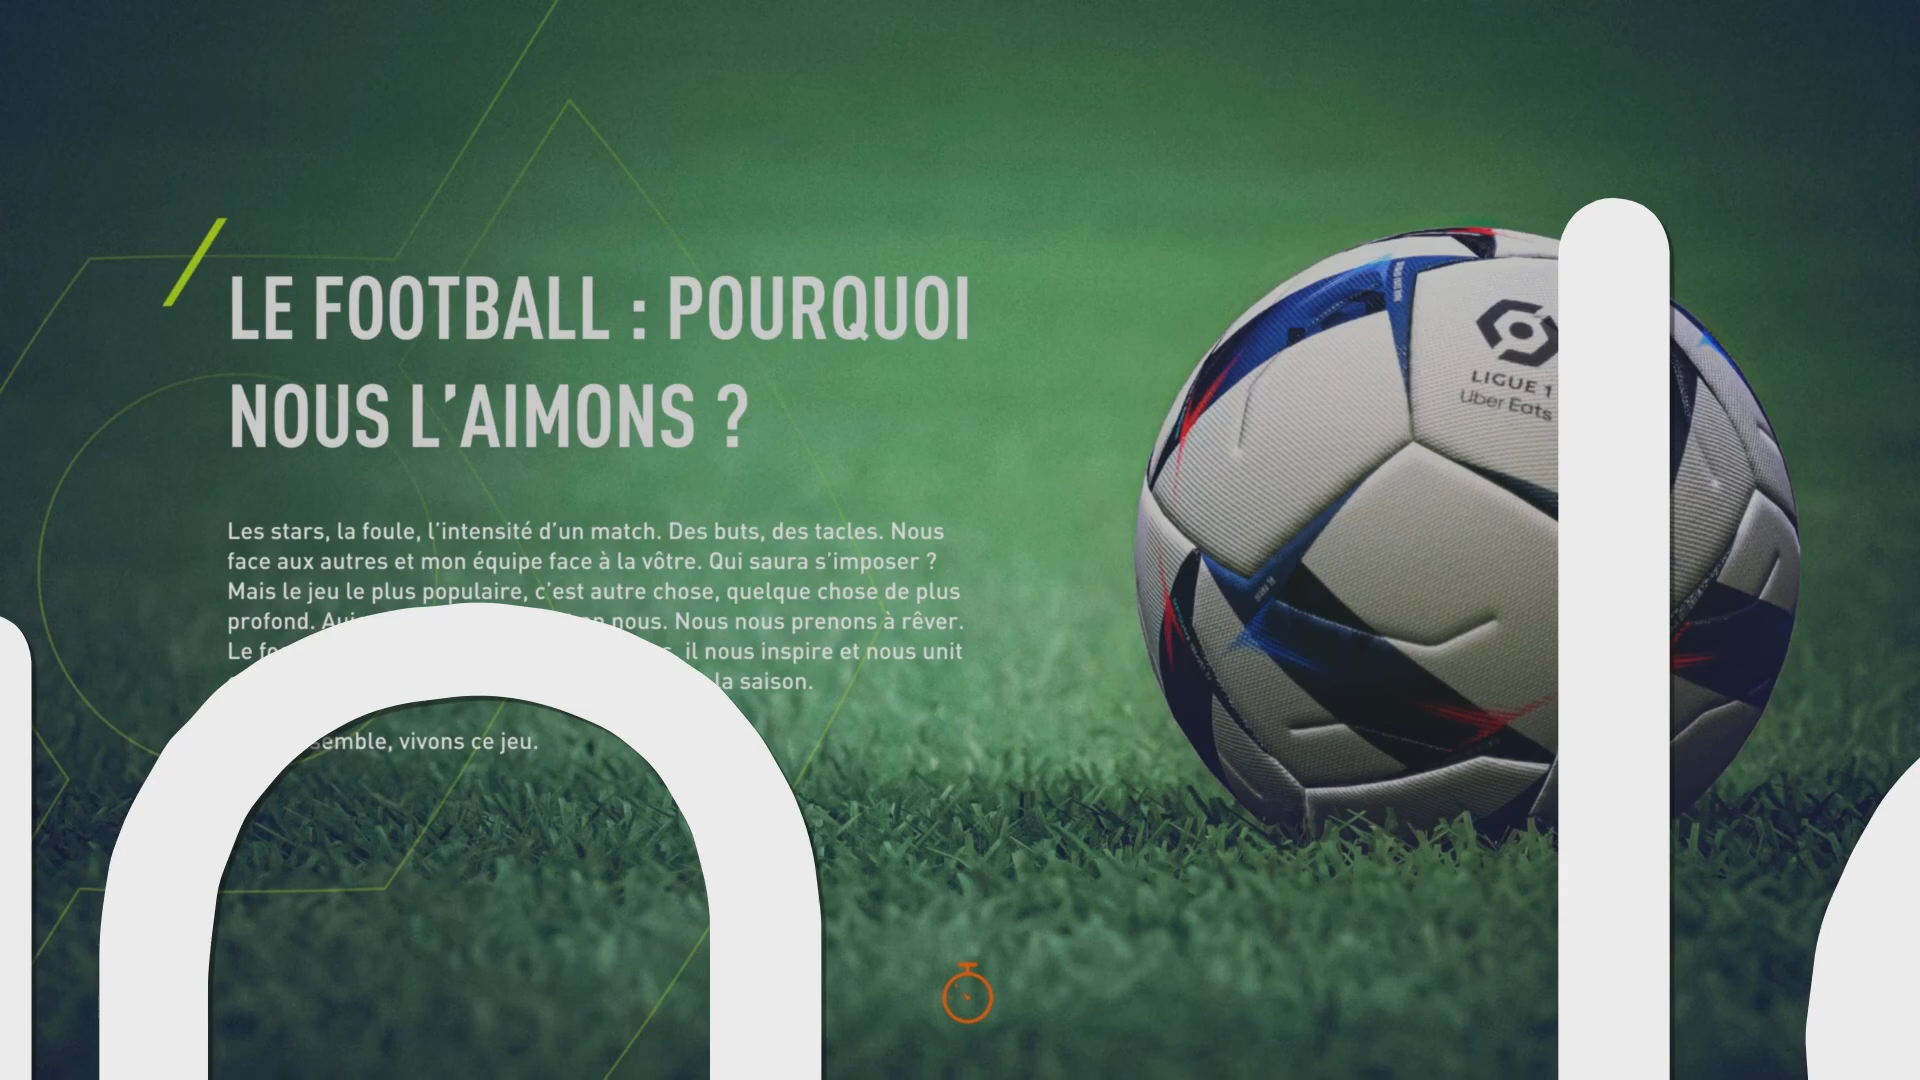 LE FOOTBALL : POURQUOI
NOUS L'AIMONS ?
Les stars, la foule, l'intensité d'un match. Des buts, des tacles. Nous
face aux autres et mon équipe face à la vôtre. Qui saura s'imposer ?
Mais le jeu le plus populaire, c'est autre chose, quelque chose de plus
profond. nous. Nous nous prenons à rêver.
Le il nous inspire et nous unit
la saison.
vivons ce jeu.
LIGUE 1
Uber Eats